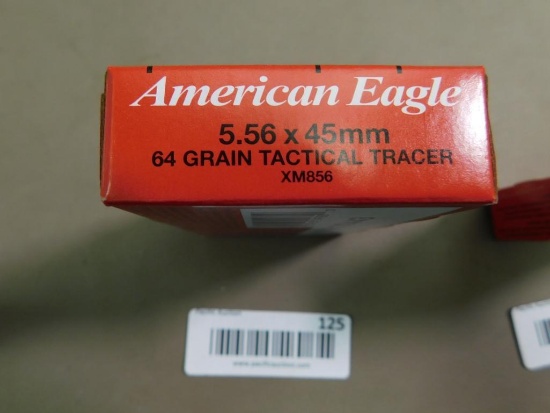 American Eagle
5.56 x 45mm
64 GRAIN TACTICAL TRACER
XM856
125